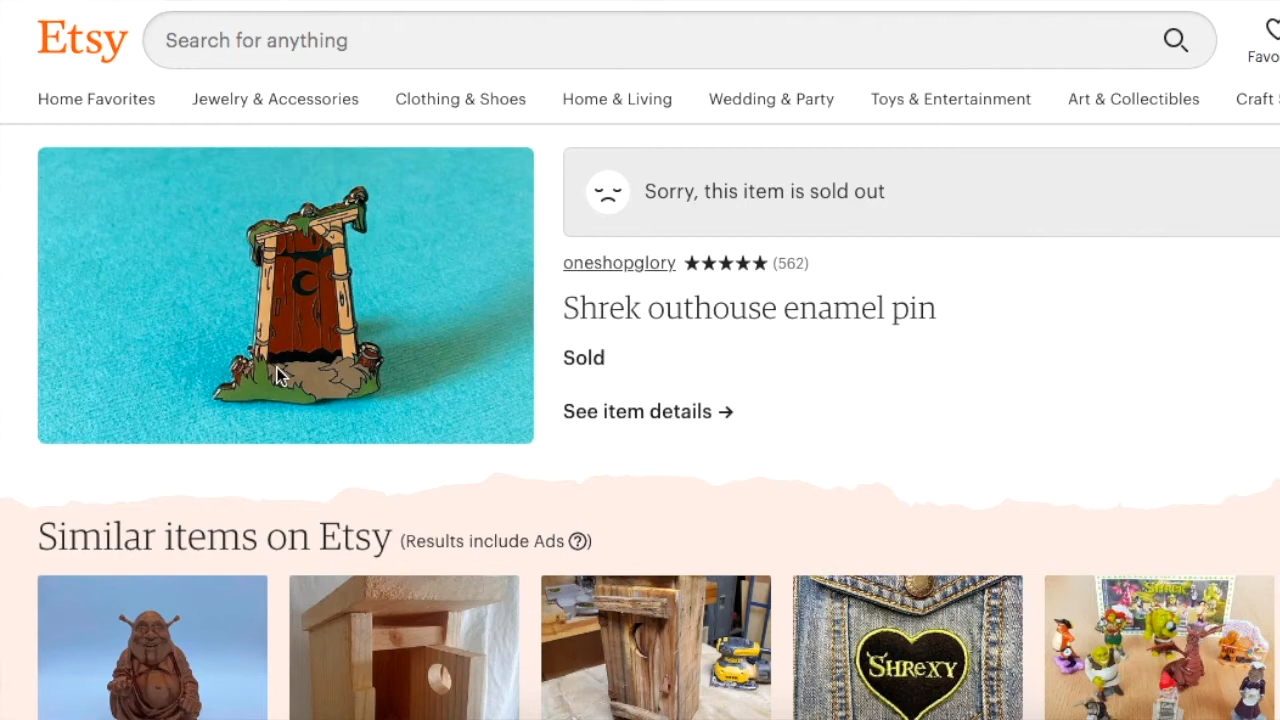 Etsy
Search for anything
Favo
Home Favorites
Jewelry & Accessories
Clothing & Shoes
Home & Living
Wedding & Party
Toys & Entertainment
Art & Collectibles
Craft
Sorry, this item is sold out
oneshopglory ★★★★★ (562)
Shrek outhouse enamel pin
Sold
See item details →
Similar items on Etsy (Results include Ads ?)
SHREXY
SHREK